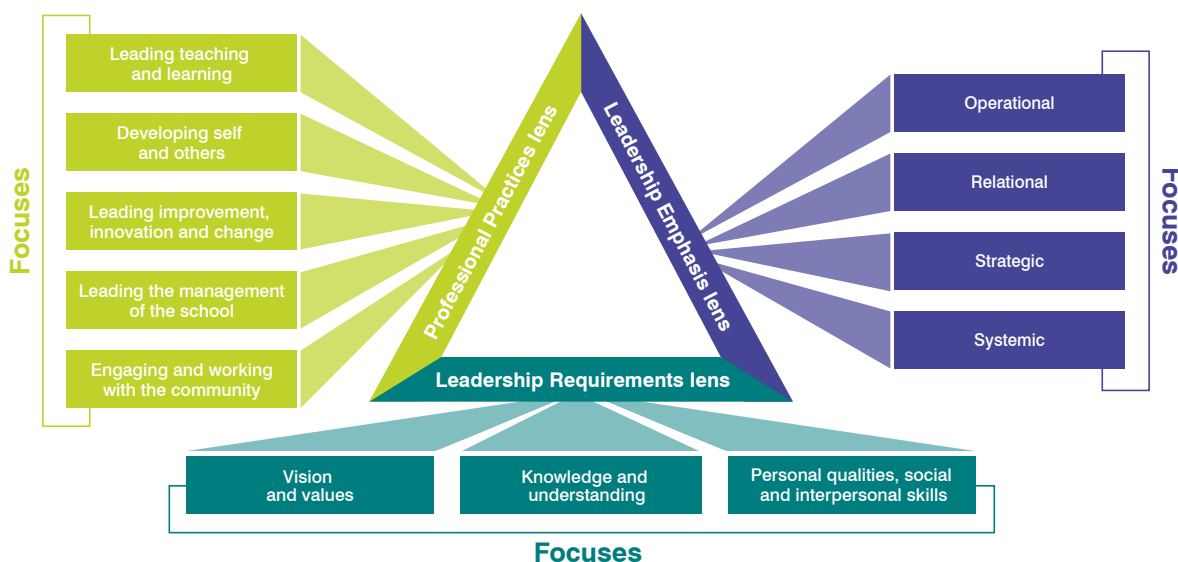 Focuses
Leading teaching
and learning
Developing self
and others
Leading improvement,
innovation and change
Leading the management
of the school
Engaging and working
with the community
Professional Practices lens
Leadership Emphasis lens
Leadership Requirements lens
Operational
Relational
Strategic
Systemic
Focuses
Vision
and values
Knowledge and
understanding
Personal qualities, social
and interpersonal skills
Focuses